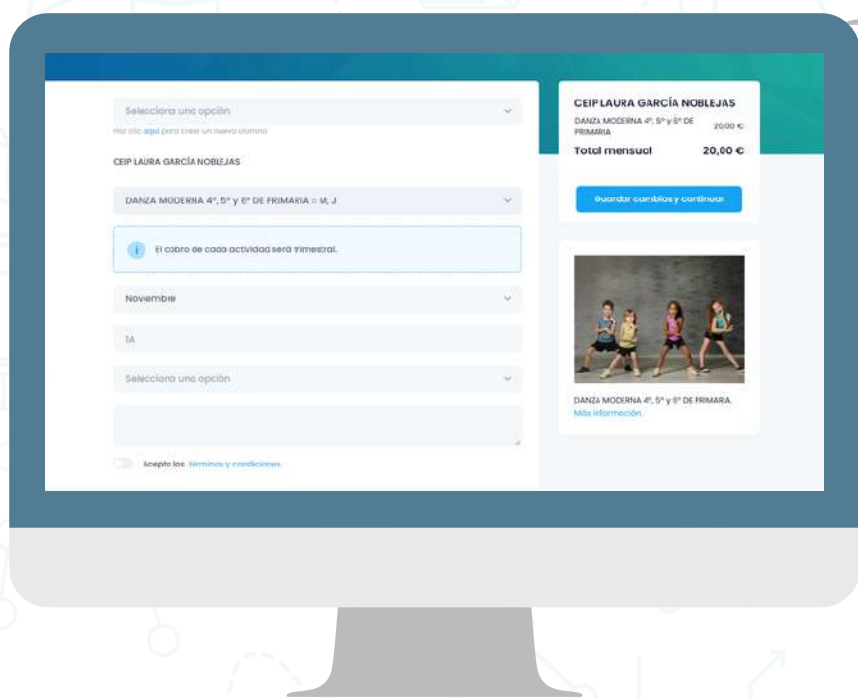 Selecciona una opción
Haz clic aquí para crear un nuevo alumno
CEIP LAURA GARCÍA NOBLEJAS
DANZA MODERNA 4º, 5º y 6º DE PRIMARIA :: M, J
El cobro de cada actividad será trimestral.
Noviembre
1A
Selecciona una opción
Acepto los términos y condiciones.
CEIP LAURA GARCÍA NOBLEJAS
DANZA MODERNA 4º, 5º y 6º DE
PRIMARIA
20,00 €
Total mensual 20,00 €
Guardar cambios y continuar
DANZA MODERNA 4º, 5º y 6º DE PRIMARA.
Más información.